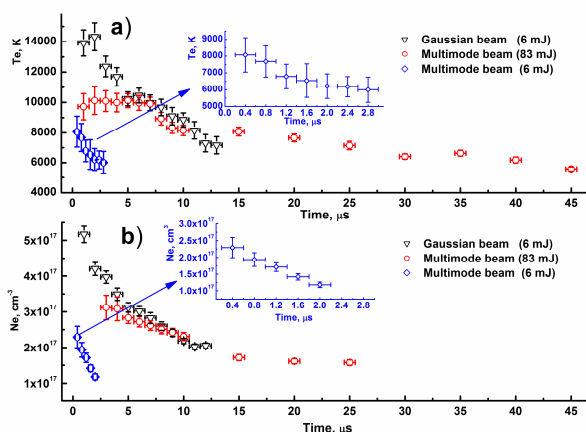 a)
Te, K
14000
12000
10000
8000
6000
4000
Gaussian beam (6 mJ)
Multimode beam (83 mJ)
Multimode beam (6 mJ)
Te, K
10000
9000
8000
7000
6000
5000
0.0 0.4 0.8 1.2 1.6 2.0 2.4 2.8
Time, μs
0 5 10 15 20 25 30 35 40 45
Time, μs
b)
Ne, cm-3
5x10¹⁷
4x10¹⁷
3x10¹⁷
2x10¹⁷
1x10¹⁷
Gaussian beam (6 mJ)
Multimode beam (83 mJ)
Multimode beam (6 mJ)
Ne, cm³
3.0x10¹⁷
2.5x10¹⁷
2.0x10¹⁷
1.5x10¹⁷
1.0x10¹⁷
0.4 0.8 1.2 1.6 2.0 2.4 2.8
Time, μs
0 5 10 15 20 25 30 35 40 45
Time, μs